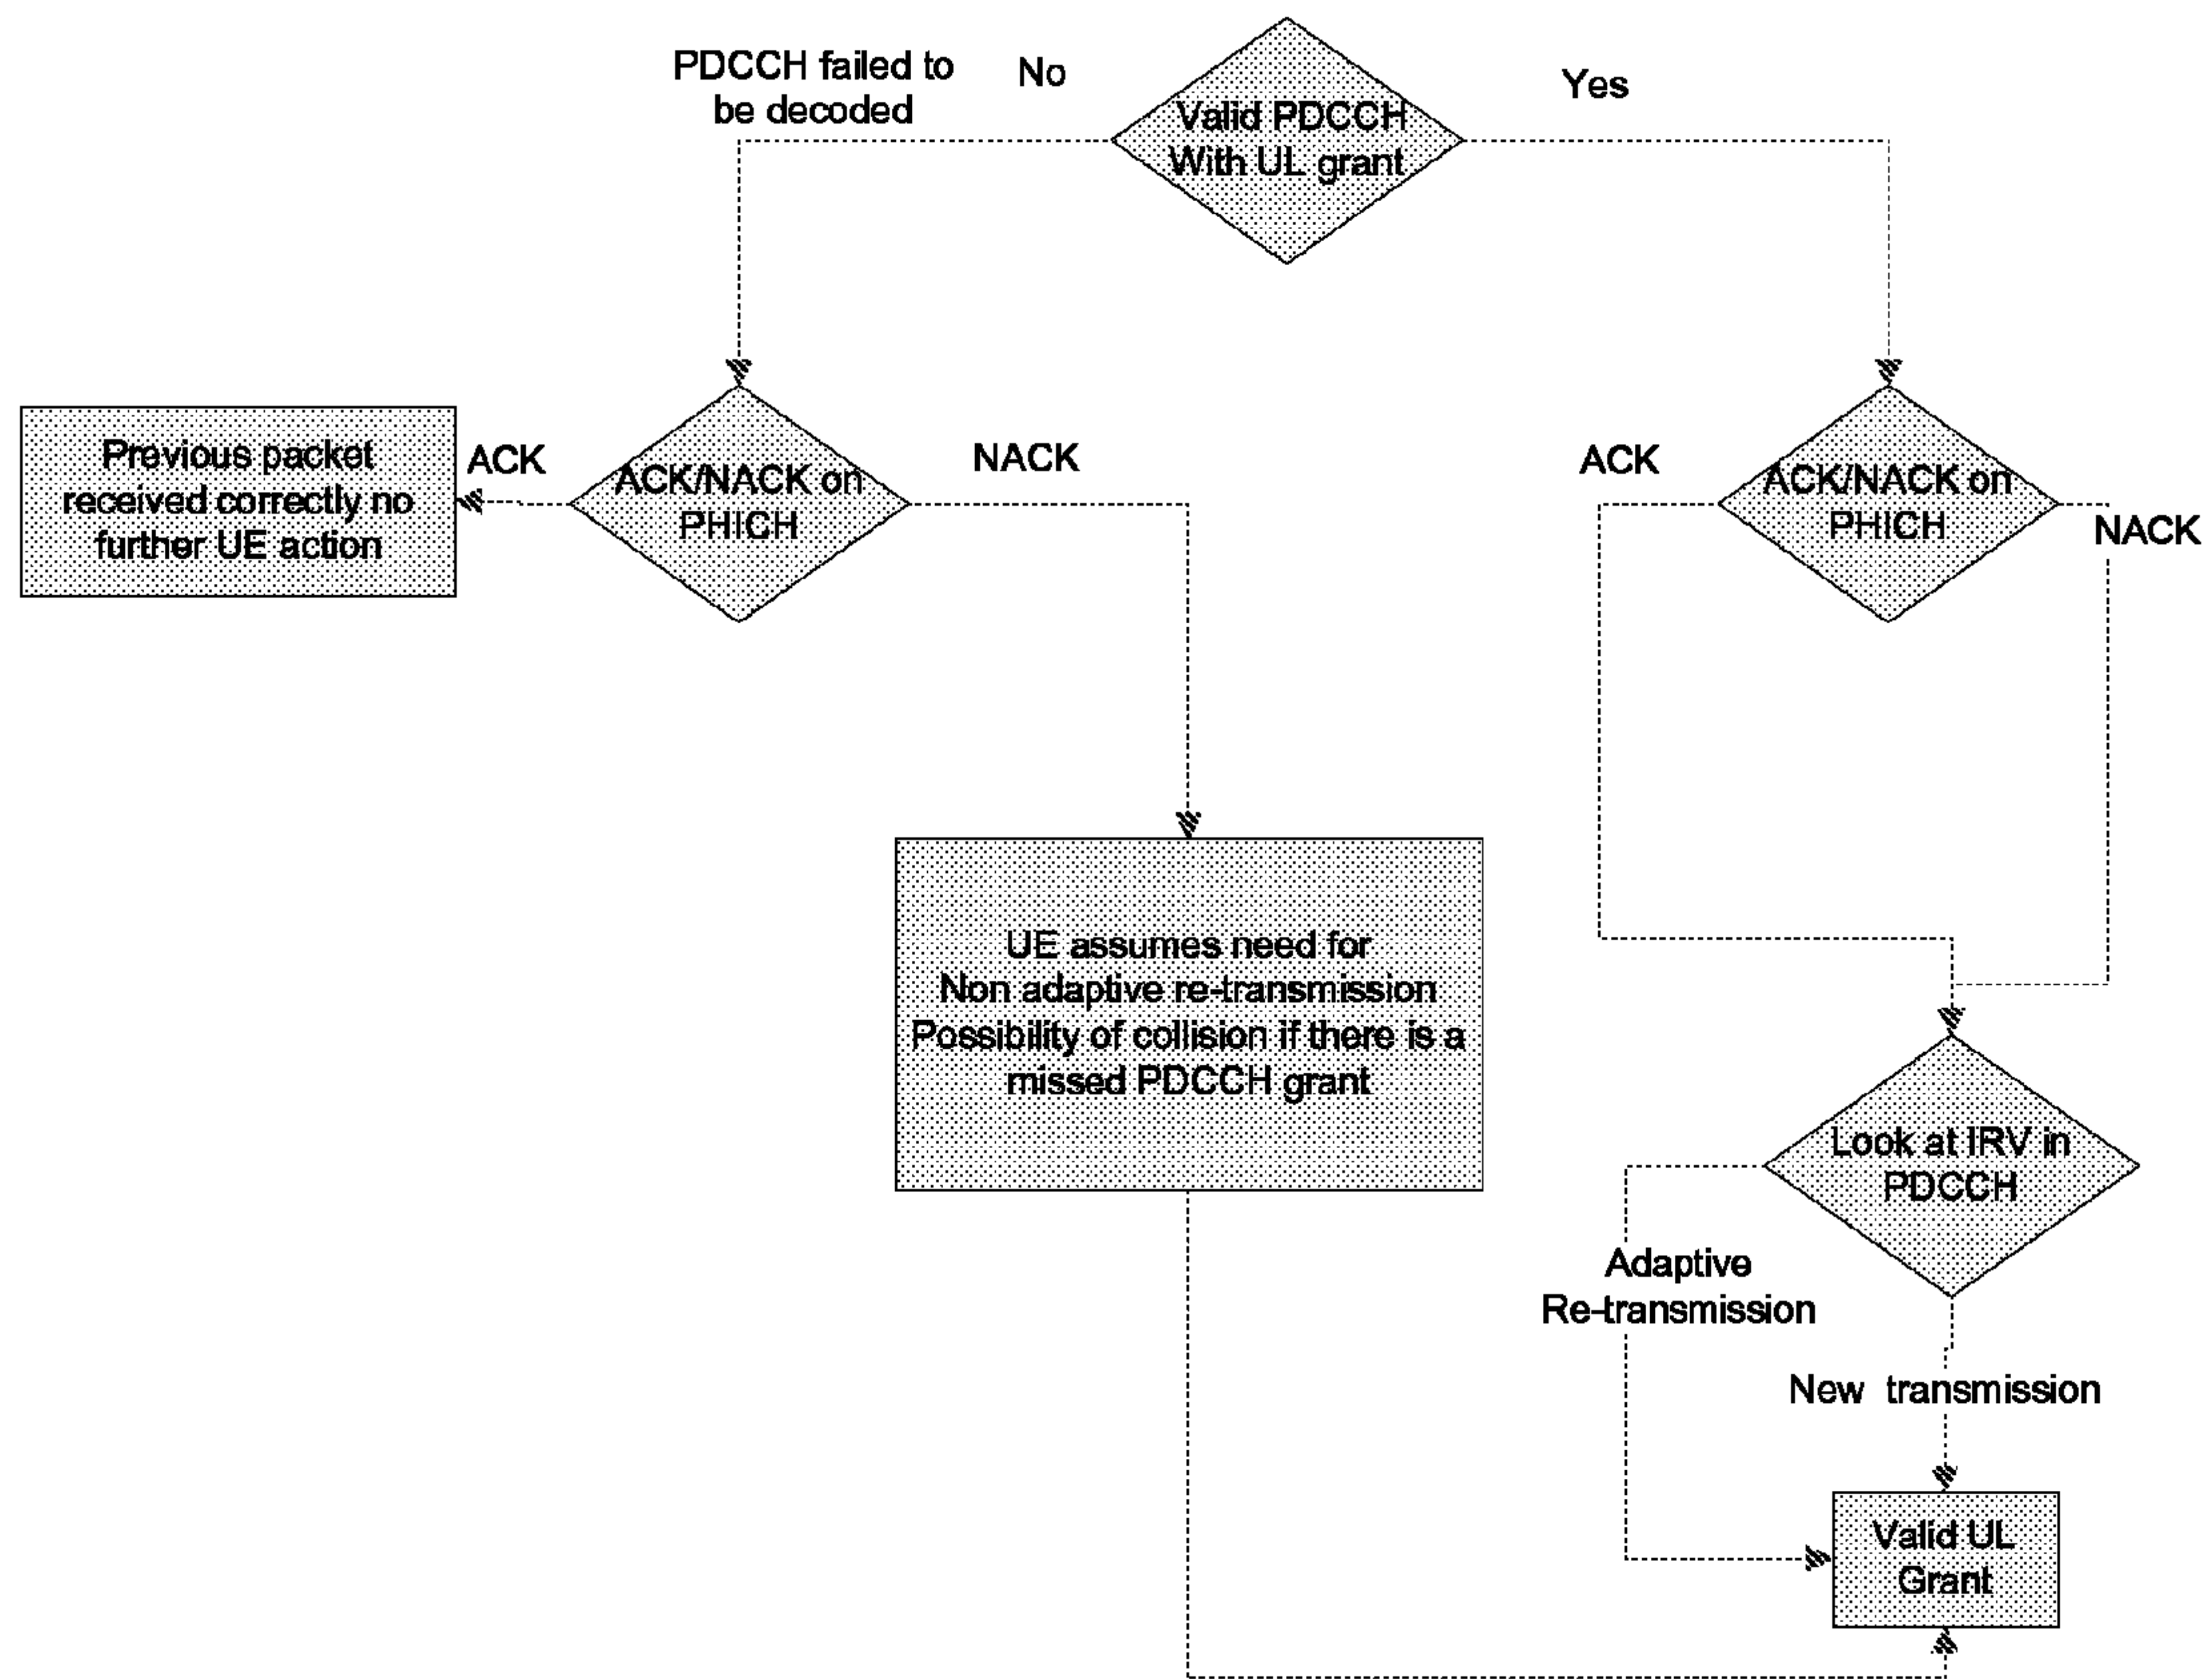 PDCCH failed to
be decoded
No
Valid PDCCH
With UL grant
Yes
Previous packet
received correctly no
further UE action
ACK
ACK/NACK on
PHICH
NACK
ACK
ACK/NACK on
PHICH
NACK
UE assumes need for
Non adaptive re-transmission
Possibility of collision if there is a
missed PDCCH grant
Look at IRV in
PDCCH
Adaptive
Re-transmission
New transmission
Valid UL
Grant